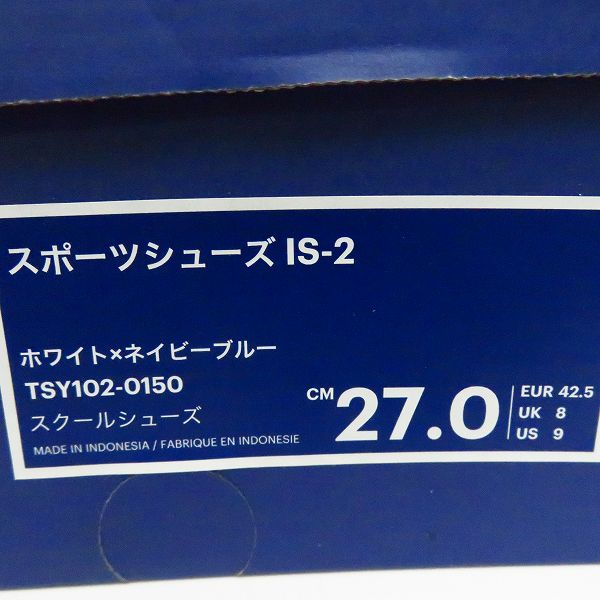 スポーツシューズ IS-2
ホワイト×ネイビーブルー
TSY102-0150
スクールシューズ
MADE IN INDONESIA / FABRIQUE EN INDONESIE
CM 27.0
EUR 42.5
UK 8
US 9